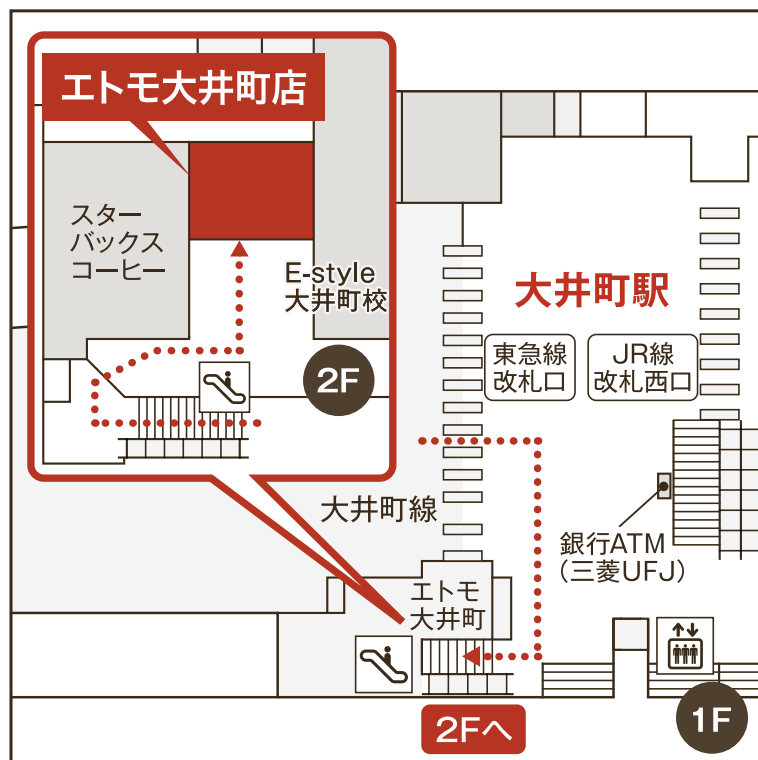 エトモ大井町店
スター
バックス
コーヒー
E-style
大井町校
2F
大井町駅
東急線
改札口
JR線
改札西口
大井町線
銀行ATM
（三菱UFJ）
エトモ
大井町
2Fへ
1F